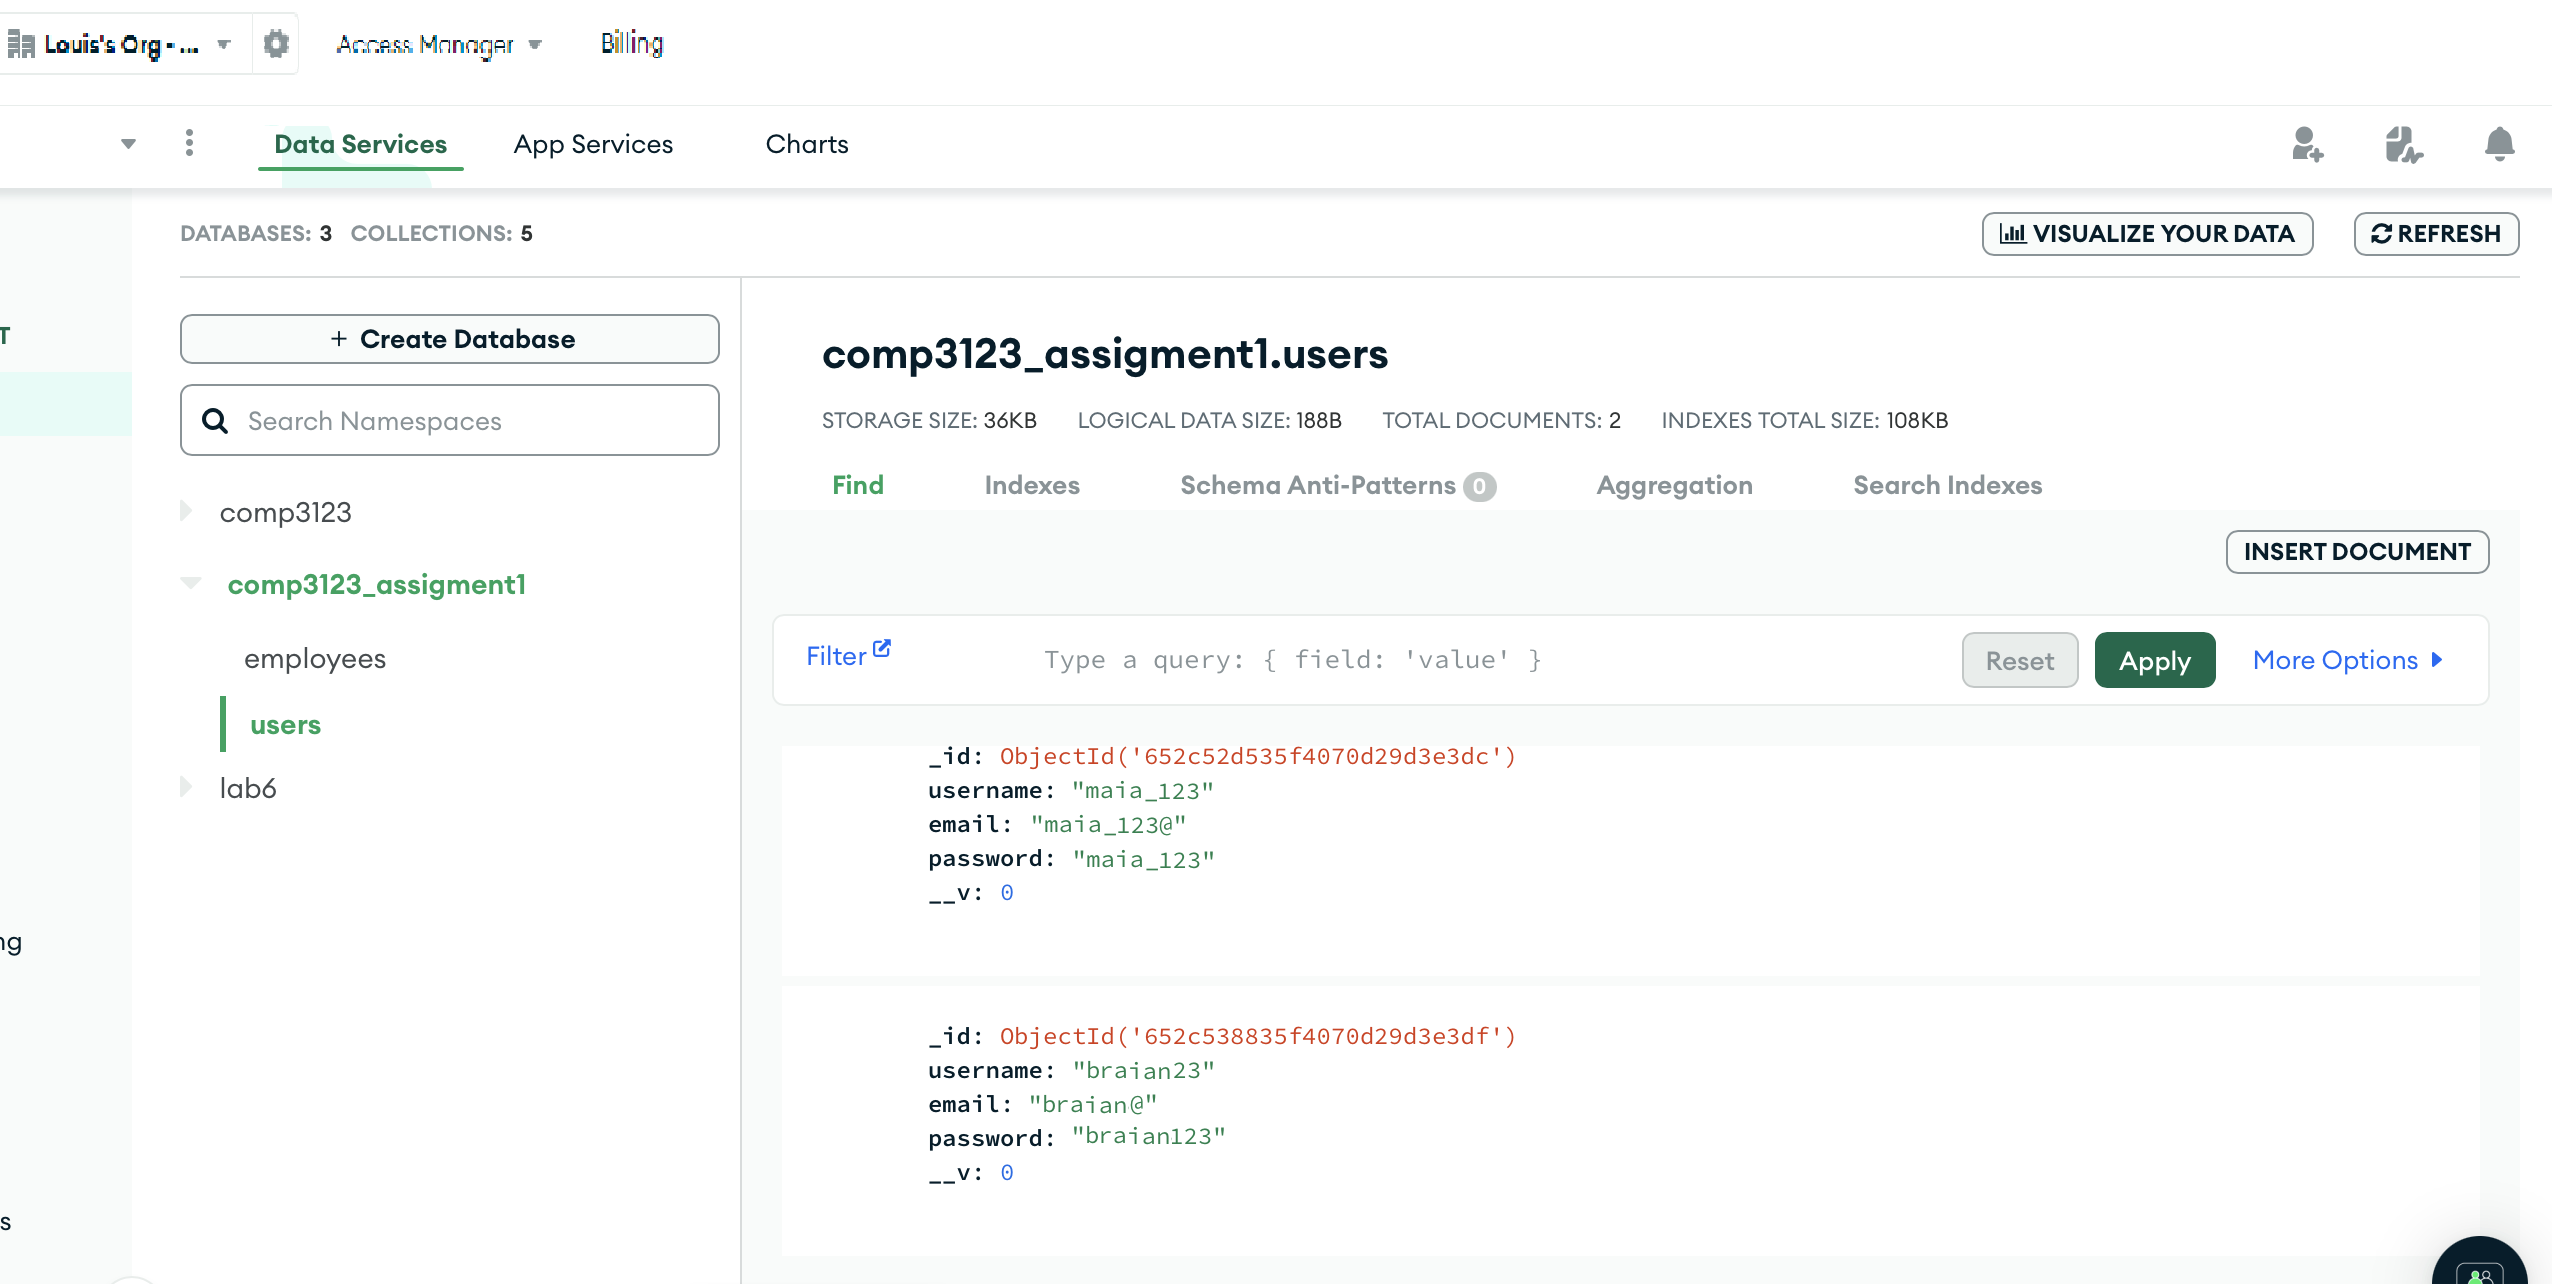 Louis's Org - ...
Access Manager
Billing
Data Services
App Services
Charts
DATABASES: 3 COLLECTIONS: 5
VISUALIZE YOUR DATA
REFRESH
T
+ Create Database
Search Namespaces
comp3123
comp3123_assigment1
employees
users
lab6
ng
s
comp3123_assigment1.users
STORAGE SIZE: 36KB LOGICAL DATA SIZE: 188B TOTAL DOCUMENTS: 2 INDEXES TOTAL SIZE: 108KB
Find Indexes Schema Anti-Patterns 0 Aggregation Search Indexes
INSERT DOCUMENT
Filter Type a query: { field: 'value' } Reset Apply More Options
_id: ObjectId('652c52d535f4070d29d3e3dc')
username: "maia_123"
email: "maia_123@"
password: "maia_123"
__v: 0
_id: ObjectId('652c538835f4070d29d3e3df')
username: "braian23"
email: "braian@"
password: "braian123"
__v: 0